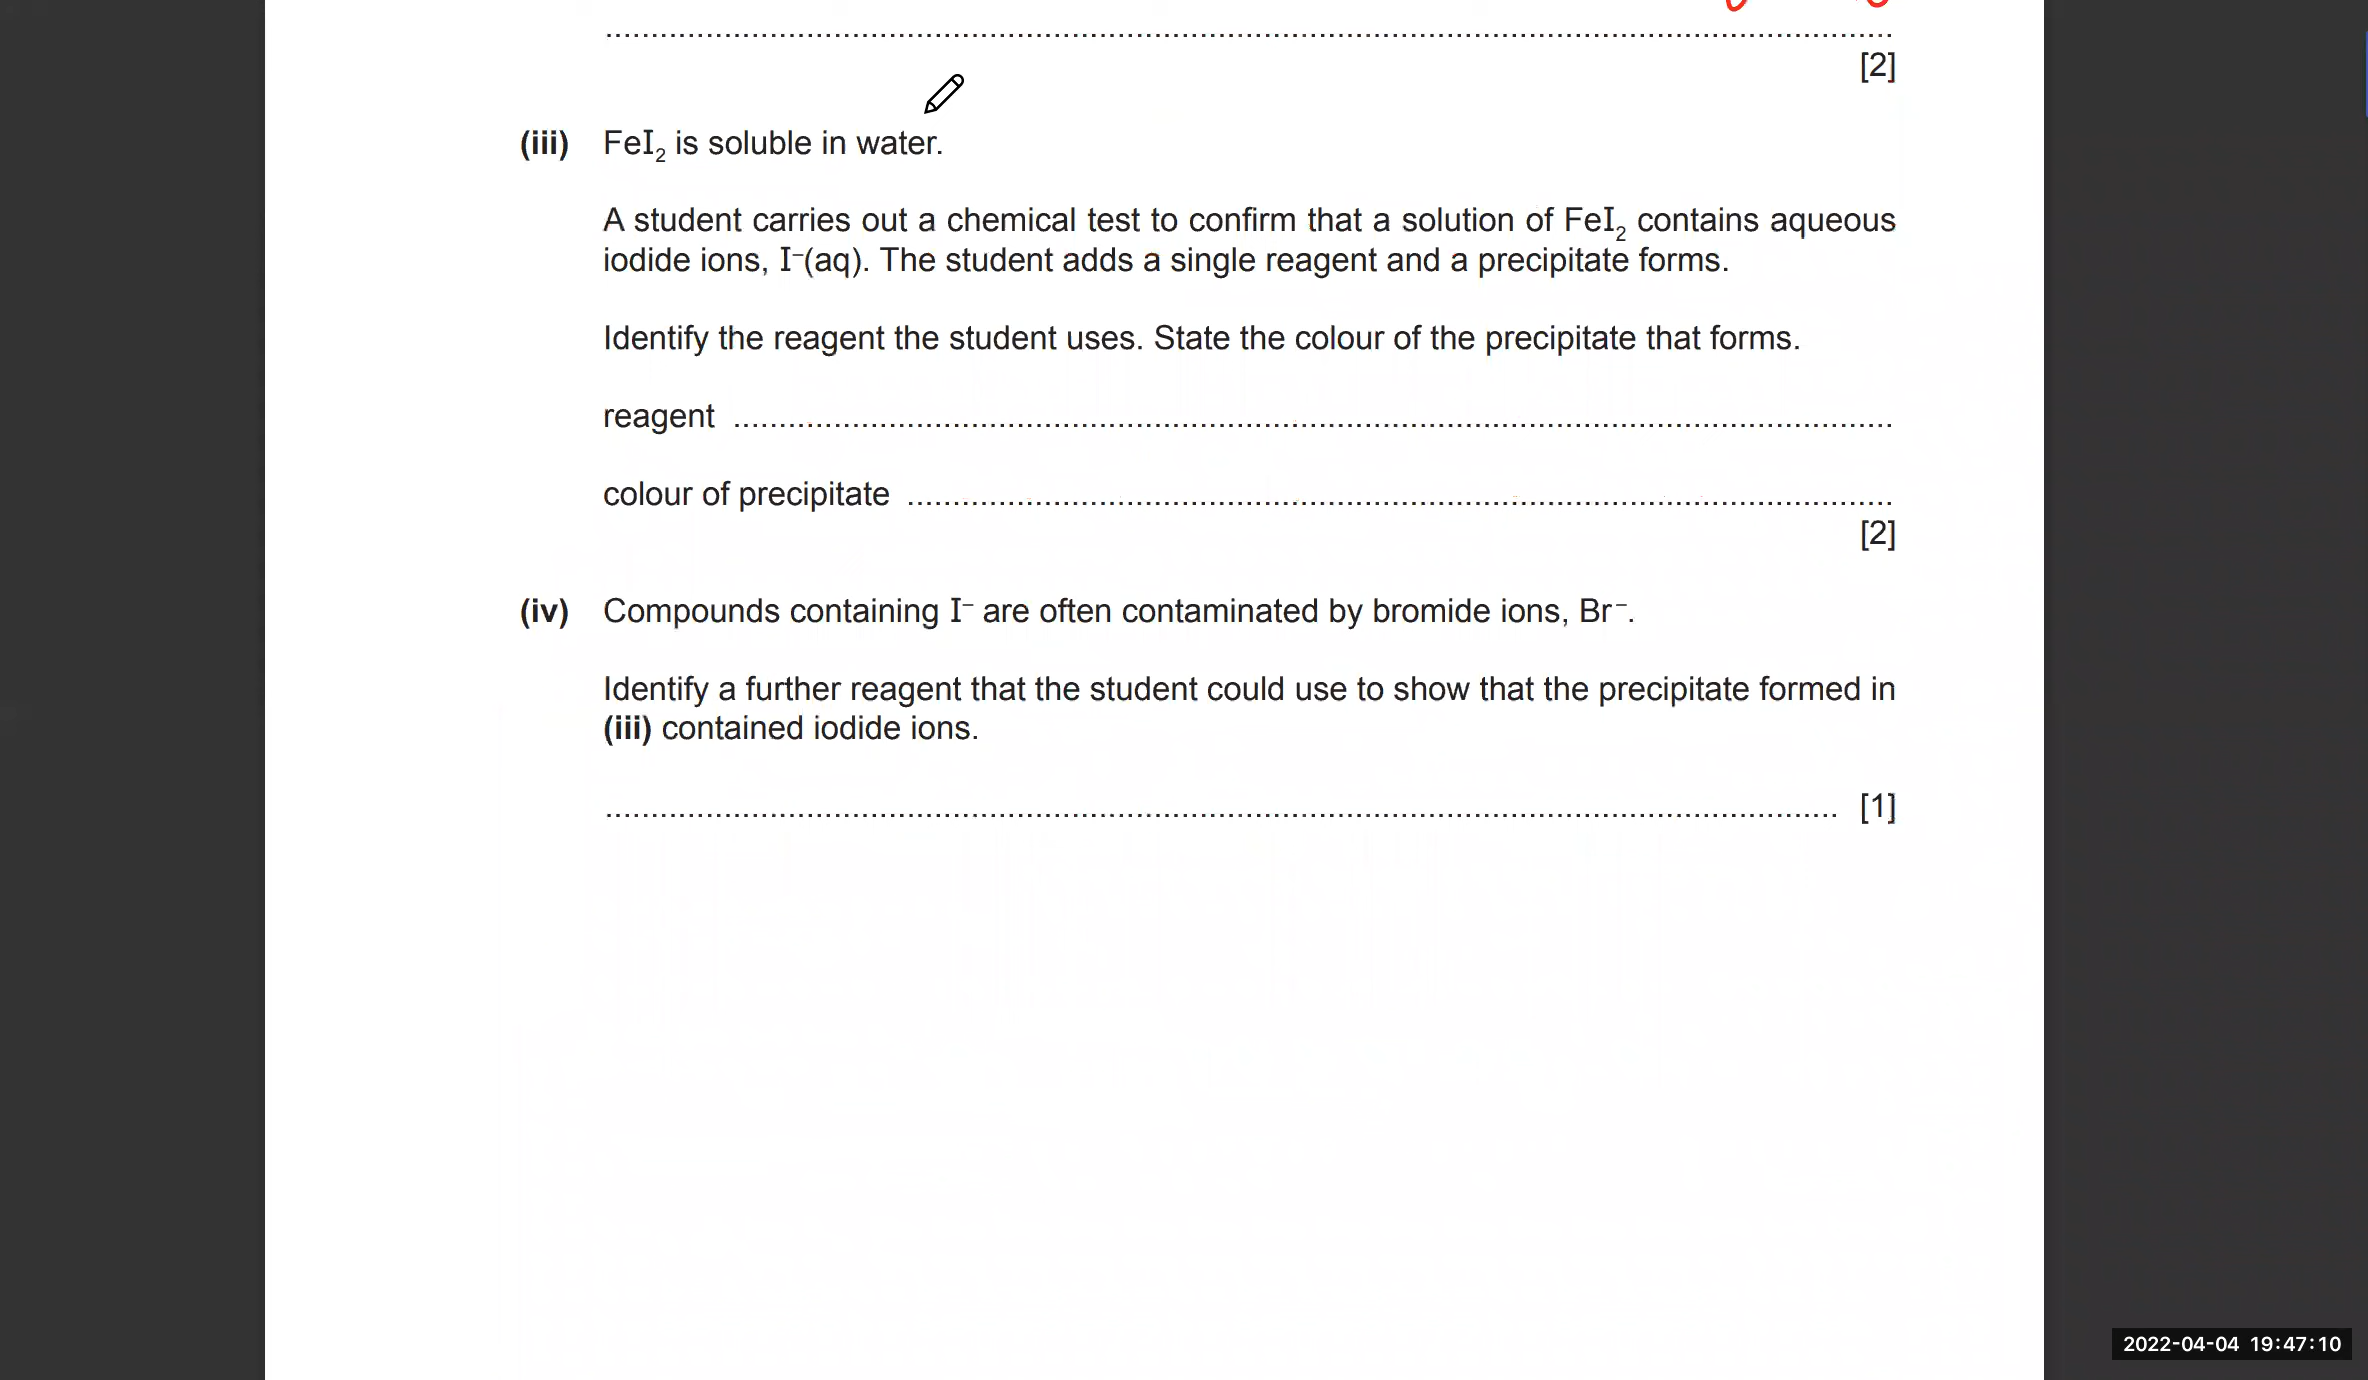 [2]
(iii) FeI₂ is soluble in water.
A student carries out a chemical test to confirm that a solution of FeI₂ contains aqueous
iodide ions, I⁻(aq). The student adds a single reagent and a precipitate forms.
Identify the reagent the student uses. State the colour of the precipitate that forms.
reagent ........................................................................................................................
colour of precipitate ........................................................................................................
[2]
(iv) Compounds containing I⁻ are often contaminated by bromide ions, Br⁻.
Identify a further reagent that the student could use to show that the precipitate formed in
(iii) contained iodide ions.
........................................................................................................................ [1]
2022-04-04 19:47:10